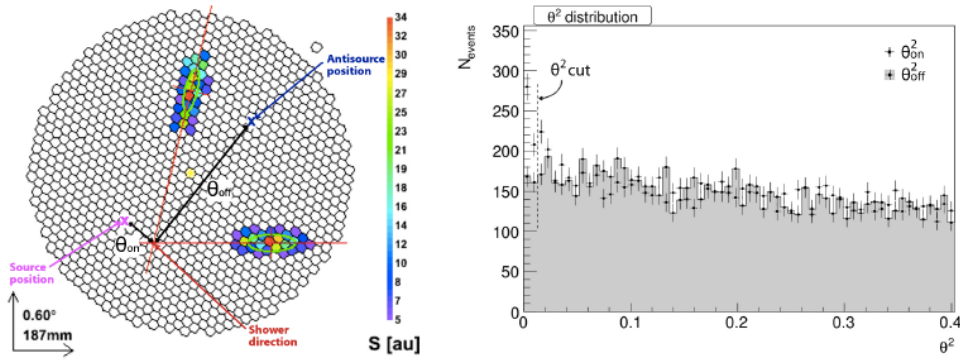 34
32
30
29
27
25
23
21
19
18
16
14
12
10
8
7
5
S [au]
Antisource
position
θoff
θon
Source
position
Shower
direction
0.60°
187mm
θ² distribution
Nevents
350
300
250
200
150
100
50
0
θ² cut
θ²on
θ²off
0
0.1
0.2
0.3
0.4
θ²